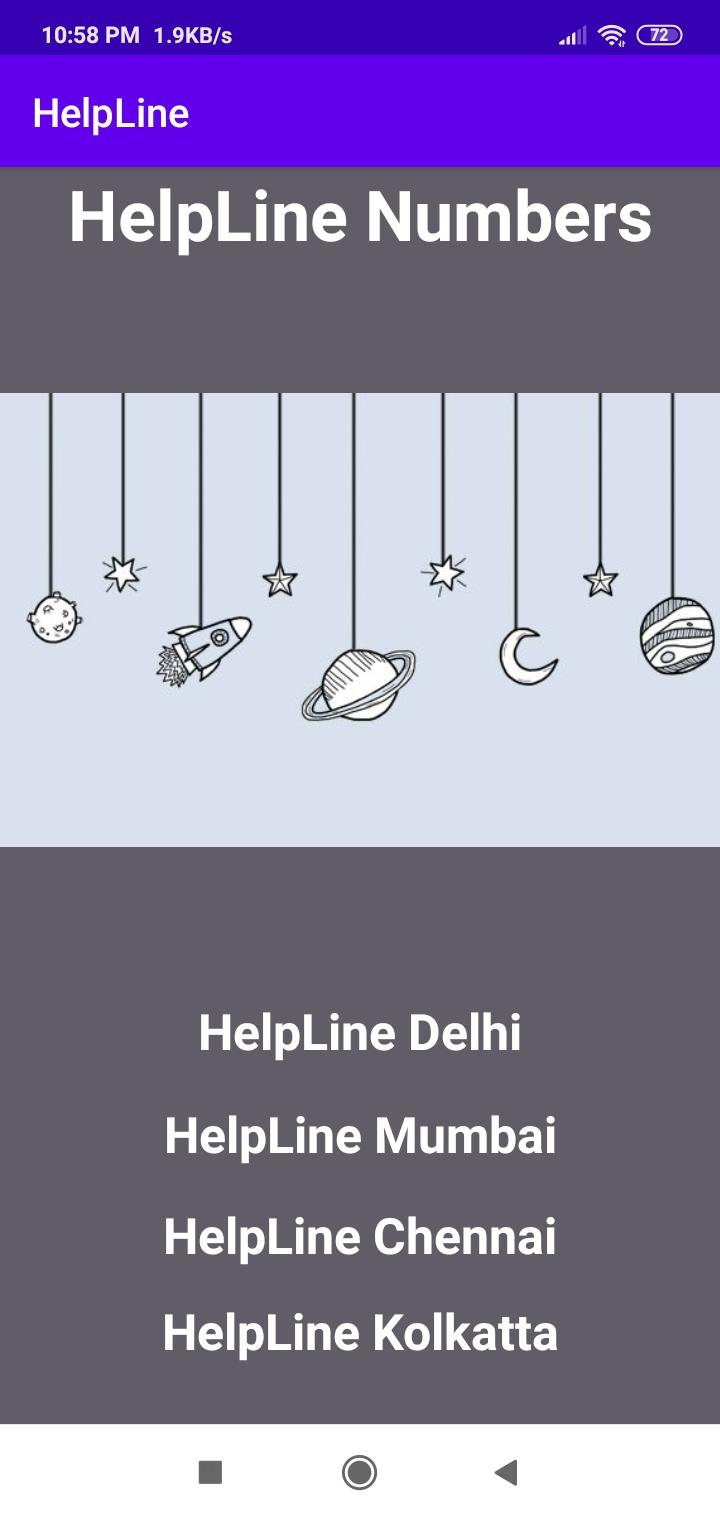 10:58 PM 1.9KB/s 72
HelpLine
HelpLine Numbers
HelpLine Delhi
HelpLine Mumbai
HelpLine Chennai
HelpLine Kolkatta